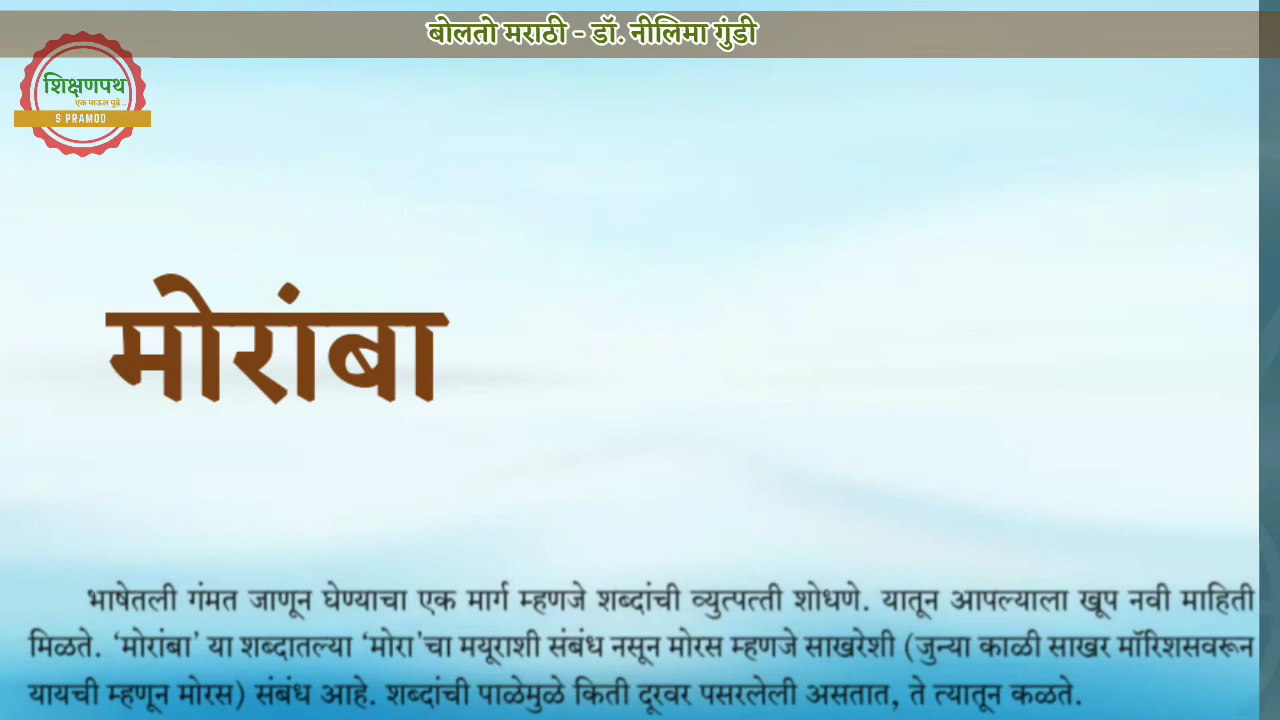 बोलतो मराठी - डॉ. नीलिमा गुंडी
शिक्षणपथ
एक पाऊल पुढे ..
S PRAMOD
मोरांबा
भाषेतली गंमत जाणून घेण्याचा एक मार्ग म्हणजे शब्दांची व्युत्पत्ती शोधणे. यातून आपल्याला खूप नवी माहिती
मिळते. ‘मोरांबा’ या शब्दातल्या ‘मोरा’चा मयूराशी संबंध नसून मोरस म्हणजे साखरेशी (जुन्या काळी साखर मॉरिशसवरून
यायची म्हणून मोरस) संबंध आहे. शब्दांची पाळेमुळे किती दूरवर पसरलेली असतात, ते त्यातून कळते.